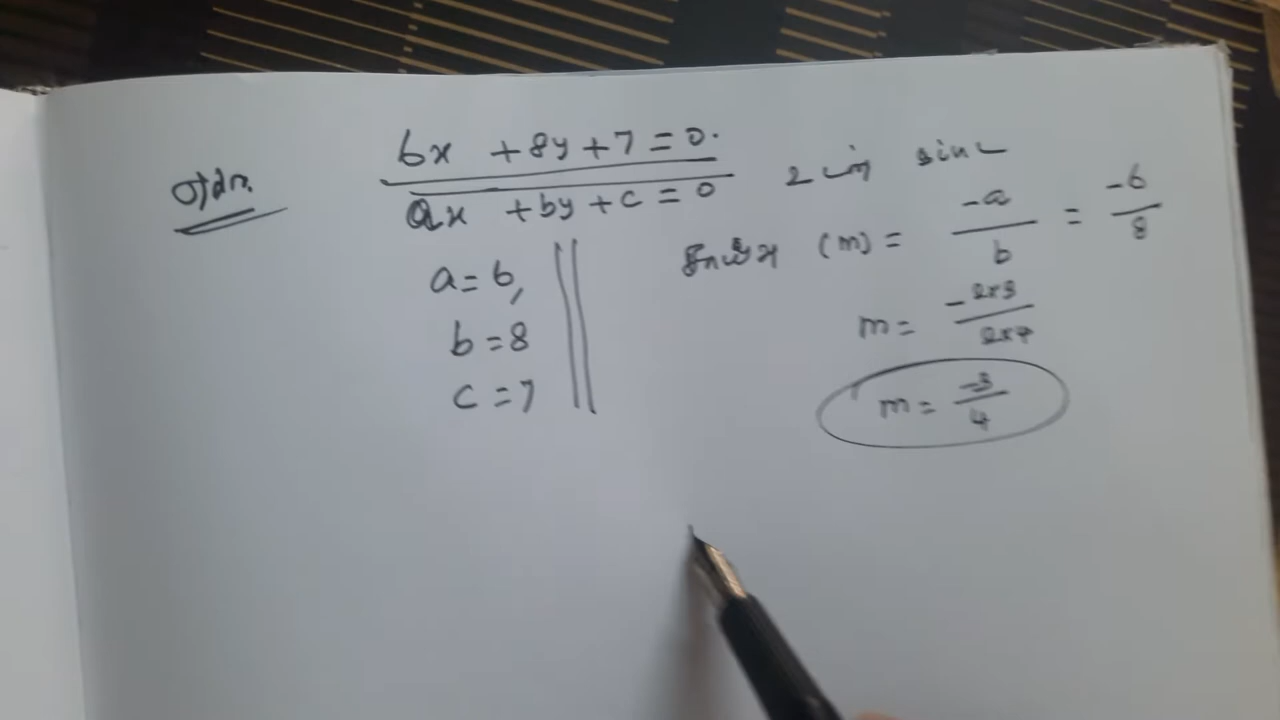 6x + 8y + 7 = 0.
ax + by + c = 0
a = 6,
b = 8
c = 7
(m) = -a/b = -6/8
m = -2×3/2×4
m = -3/4